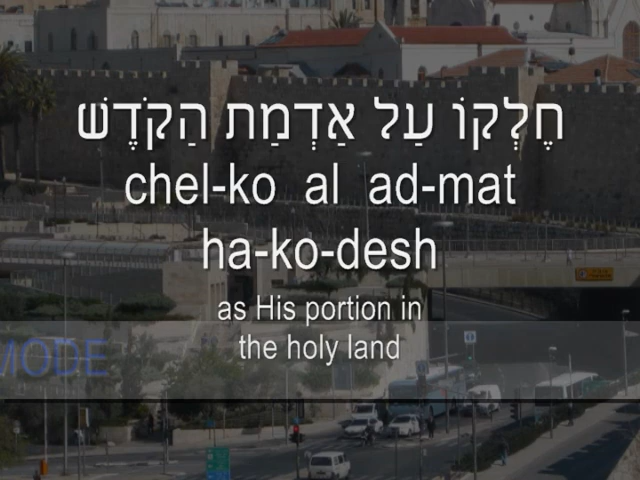 חֶלְקוֹ עַל אַדְמַת הַקֹּדֶשׁ
chel-ko al ad-mat
ha-ko-desh
as His portion in
the holy land
MODE